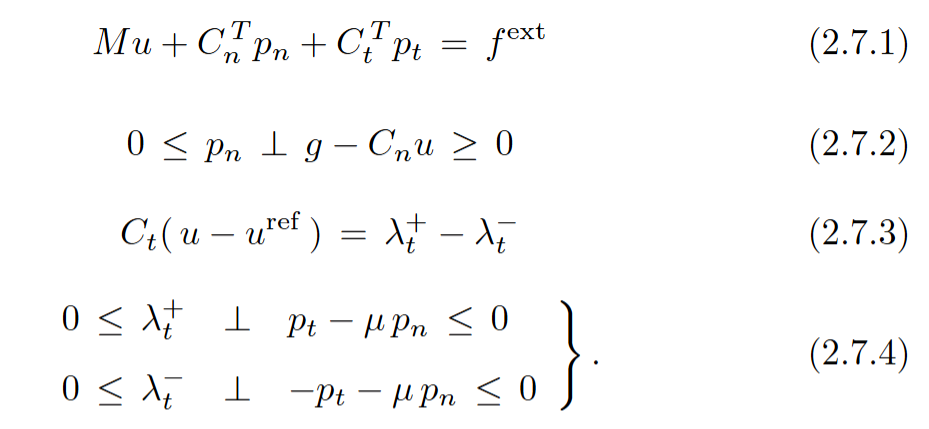 Mu + C_n^T p_n + C_t^T p_t = f^ext (2.7.1)
0 ≤ p_n ⊥ g − C_n u ≥ 0 (2.7.2)
C_t( u − u^ref ) = λ_t^+ − λ_t^− (2.7.3)
0 ≤ λ_t^+ ⊥ p_t − μ p_n ≤ 0
0 ≤ λ_t^− ⊥ −p_t − μ p_n ≤ 0 } . (2.7.4)